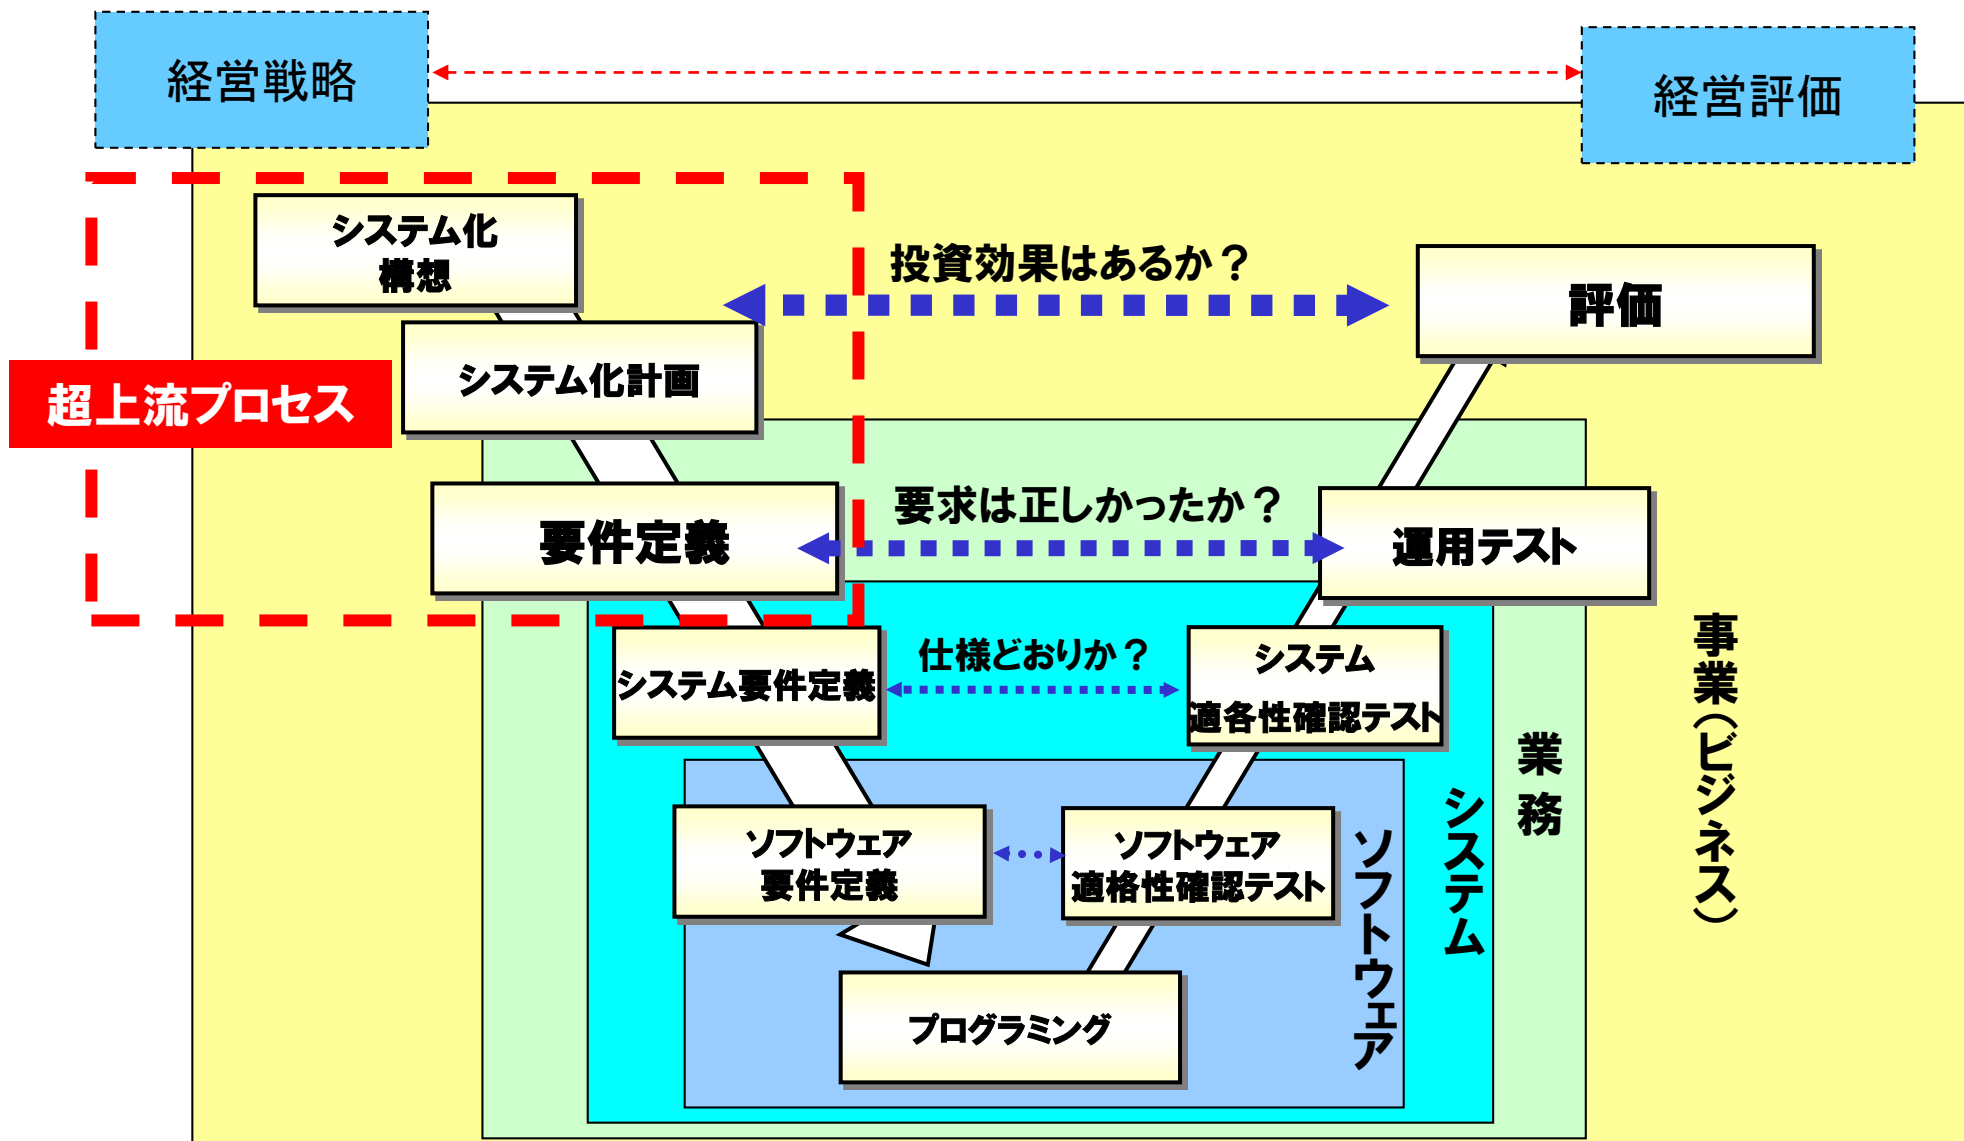 経営戦略
経営評価
システム化
構想
投資効果はあるか？
評価
システム化計画
超上流プロセス
要件定義
要求は正しかったか？
運用テスト
システム要件定義
仕様どおりか？
システム
適各性確認テスト
事業（ビジネス）
業務
システム
ソフトウェア
ソフトウェア
要件定義
ソフトウェア
適格性確認テスト
プログラミング